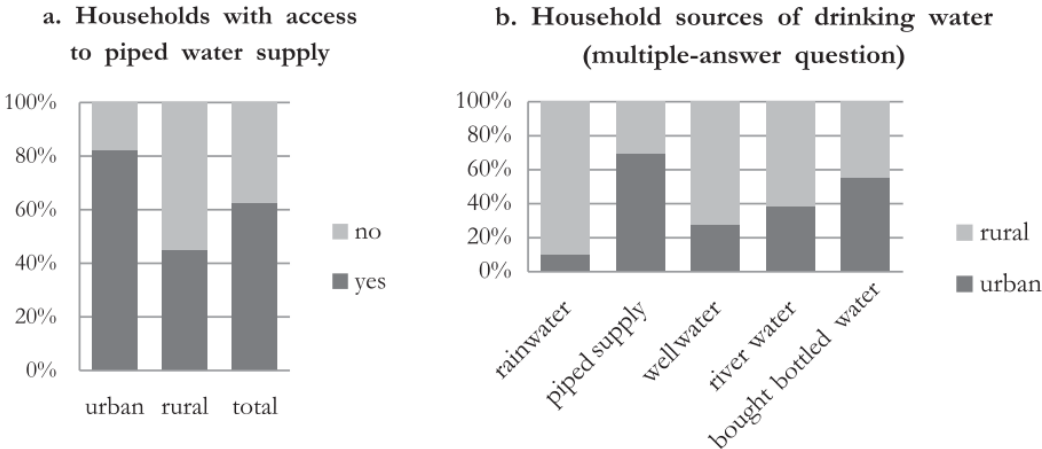 a. Households with access
to piped water supply
100%
80%
60%
40%
20%
0%
urban rural total
no
yes
b. Household sources of drinking water
(multiple-answer question)
100%
80%
60%
40%
20%
0%
rainwater
piped supply
wellwater
river water
bought bottled water
rural
urban